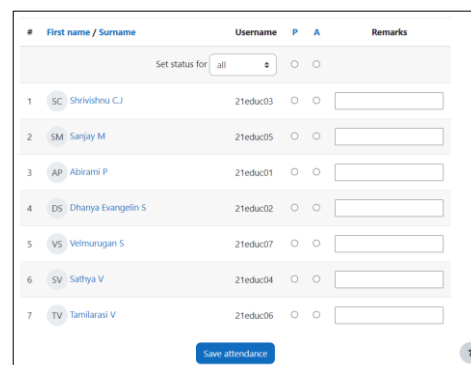 # First name / Surname Username P A Remarks
Set status for all
1 SC Shrivishnu C.J 21educ03
2 SM Sanjay M 21educ05
3 AP Abirami P 21educ01
4 DS Dhanya Evangelin S 21educ02
5 VS Velmurugan S 21educ07
6 SV Sathya V 21educ04
7 TV Tamilarasi V 21educ06
Save attendance